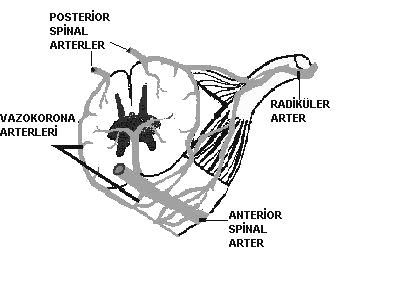 POSTERİOR
SPİNAL
ARTERLER
VAZOKORONA
ARTERLERİ
RADİKÜLER
ARTER
ANTERİOR
SPİNAL
ARTER